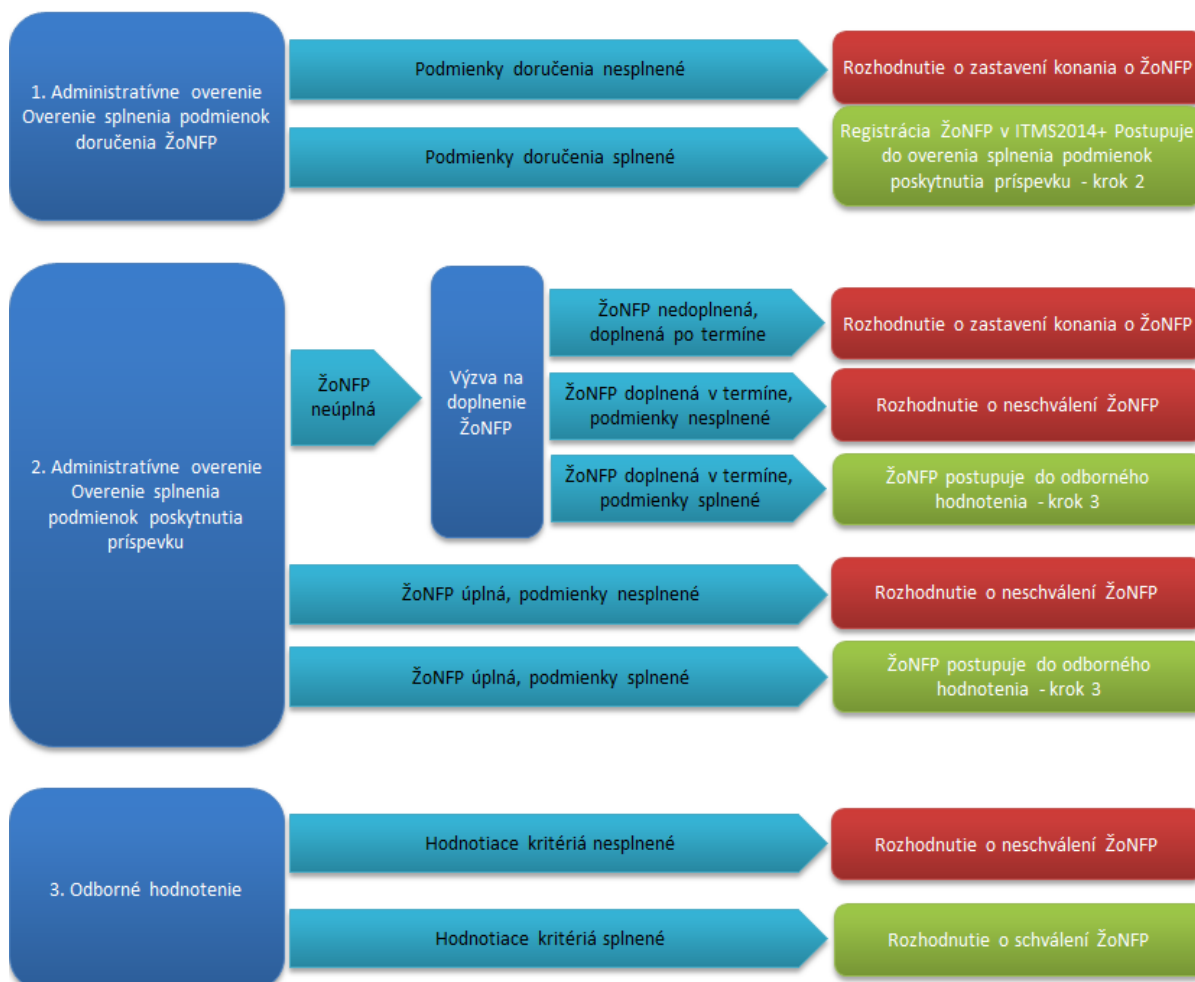 1. Administratívne overenie
Overenie splnenia podmienok
doručenia ŽoNFP
Podmienky doručenia nesplnené
Rozhodnutie o zastavení konania o ŽoNFP
Podmienky doručenia splnené
Registrácia ŽoNFP v ITMS2014+ Postupuje
do overenia splnenia podmienok
poskytnutia príspevku - krok 2
2. Administratívne overenie
Overenie splnenia
podmienok poskytnutia
príspevku
ŽoNFP
neúplná
Výzva na
doplnenie
ŽoNFP
ŽoNFP nedoplnená,
doplnená po termíne
Rozhodnutie o zastavení konania o ŽoNFP
ŽoNFP doplnená v termíne,
podmienky nesplnené
Rozhodnutie o neschválení ŽoNFP
ŽoNFP doplnená v termíne,
podmienky splnené
ŽoNFP postupuje do odborného
hodnotenia - krok 3
ŽoNFP úplná, podmienky nesplnené
Rozhodnutie o neschválení ŽoNFP
ŽoNFP úplná, podmienky splnené
ŽoNFP postupuje do odborného
hodnotenia - krok 3
3. Odborné hodnotenie
Hodnotiace kritériá nesplnené
Rozhodnutie o neschválení ŽoNFP
Hodnotiace kritériá splnené
Rozhodnutie o schválení ŽoNFP